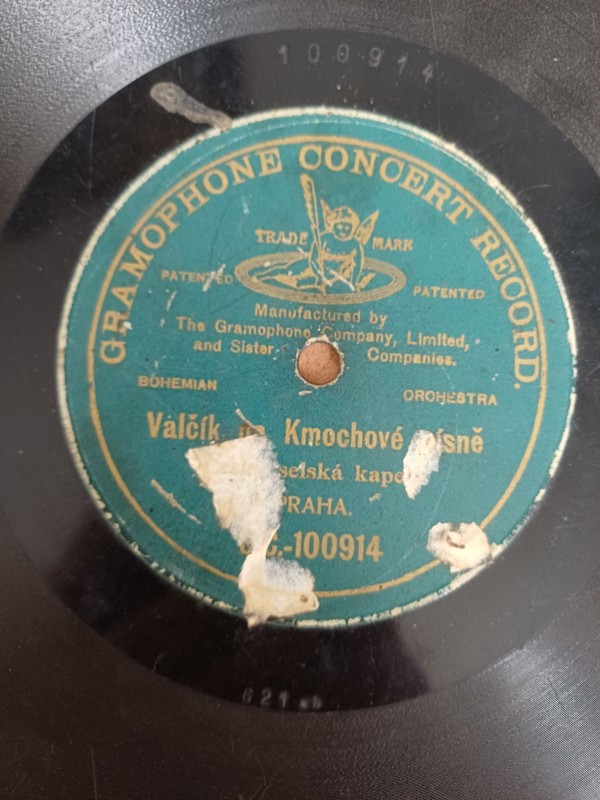 100914
GRAMOPHONE CONCERT RECORD.
TRADE MARK
PATENTED PATENTED
Manufactured by
The Gramophone Company, Limited,
and Sister Companies.
BOHEMIAN ORCHESTRA
Valčík Kmochové písně
selská
PRAHA.
-100914
621